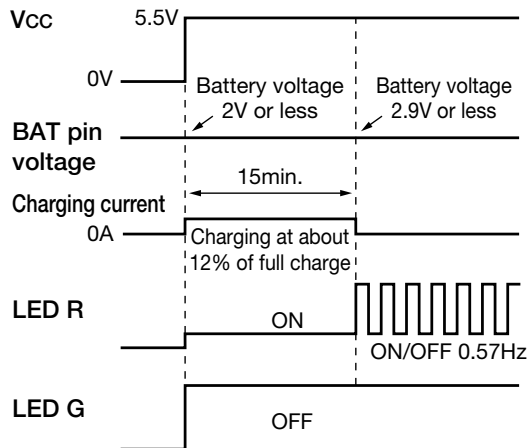 Vcc
5.5V
0V
Battery voltage
2V or less
Battery voltage
2.9V or less
BAT pin
voltage
15min.
Charging current
0A
Charging at about
12% of full charge
LED R
ON
ON/OFF 0.57Hz
LED G
OFF